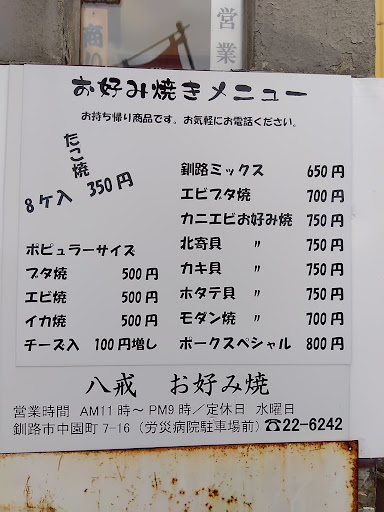 営業
商い
お好み焼きメニュー
お持ち帰り商品です。お気軽にお電話ください。
たこ焼
8ケ入 350円
ポピュラーサイズ
ブタ焼 500円
エビ焼 500円
イカ焼 500円
チーズ入 100円増し
釧路ミックス 650円
エビブタ焼 700円
カニエビお好み焼 750円
北寄貝 〃 750円
カキ貝 〃 750円
ホタテ貝 〃 750円
モダン焼 〃 700円
ポークスペシャル 800円
八戒 お好み焼
営業時間 AM11時～PM9時／定休日 水曜日
釧路市中園町7-16（労災病院駐車場前）☎22-6242